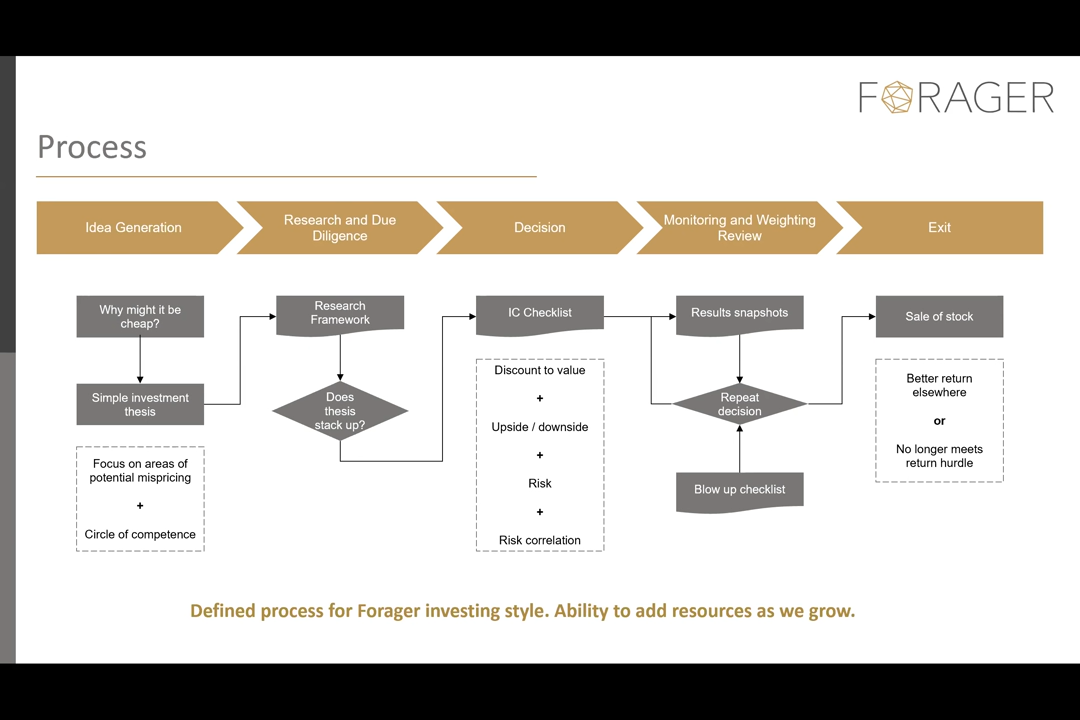 FORAGER
Process
Idea Generation
Research and Due
Diligence
Decision
Monitoring and Weighting
Review
Exit
Why might it be
cheap?
Simple investment
thesis
Focus on areas of
potential mispricing
+
Circle of competence
Research
Framework
Does
thesis
stack up?
IC Checklist
Discount to value
+
Upside / downside
+
Risk
+
Risk correlation
Results snapshots
Repeat
decision
Blow up checklist
Sale of stock
Better return
elsewhere
or
No longer meets
return hurdle
Defined process for Forager investing style. Ability to add resources as we grow.